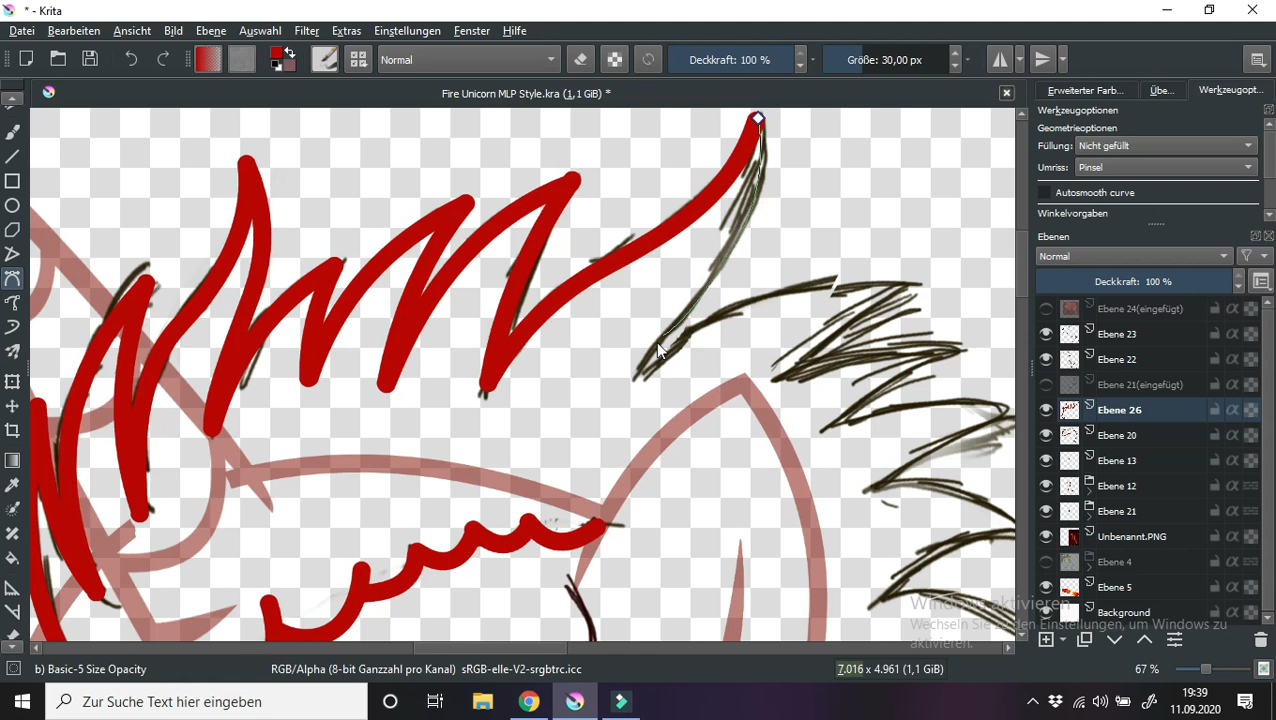 * - Krita
Datei Bearbeiten Ansicht Bild Ebene Auswahl Filter Extras Einstellungen Fenster Hilfe
Normal Deckkraft: 100 % Größe: 30,00 px
Fire Unicorn MLP Style.kra (1,1 GiB) *
Erweiterter Farb... Übe... Werkzeugopt...
Werkzeugoptionen
Geometrieoptionen
Füllung: Nicht gefüllt
Umriss: Pinsel
Autosmooth curve
Winkelvorgaben
Ebenen
Normal
Deckkraft: 100 %
Ebene 24(eingefügt)
Ebene 23
Ebene 22
Ebene 21(eingefügt)
Ebene 26
Ebene 20
Ebene 13
Ebene 12
Ebene 21
Unbenannt.PNG
Ebene 4
Ebene 5
Background
Windows aktivieren
Wechseln Sie zu den Einstellungen, um Windows zu
aktivieren.
b) Basic-5 Size Opacity RGB/Alpha (8-bit Ganzzahl pro Kanal) sRGB-elle-V2-srgbtrc.icc 7.016 x 4.961 (1,1 GiB) 67 %
Zur Suche Text hier eingeben
19:39
11.09.2020